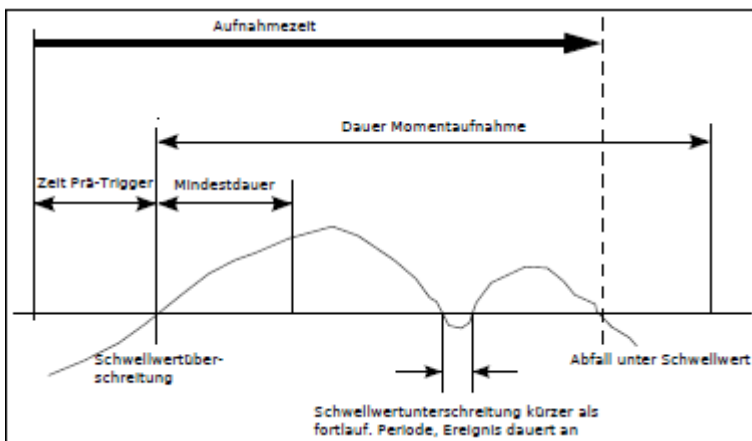 Aufnahmezeit
Dauer Momentaufnahme
Zeit Prä-Trigger
Mindestdauer
Schwellwertüber-
schreitung
Abfall unter Schwellwert
Schwellwertunterschreitung kürzer als
fortlauf. Periode, Ereignis dauert an